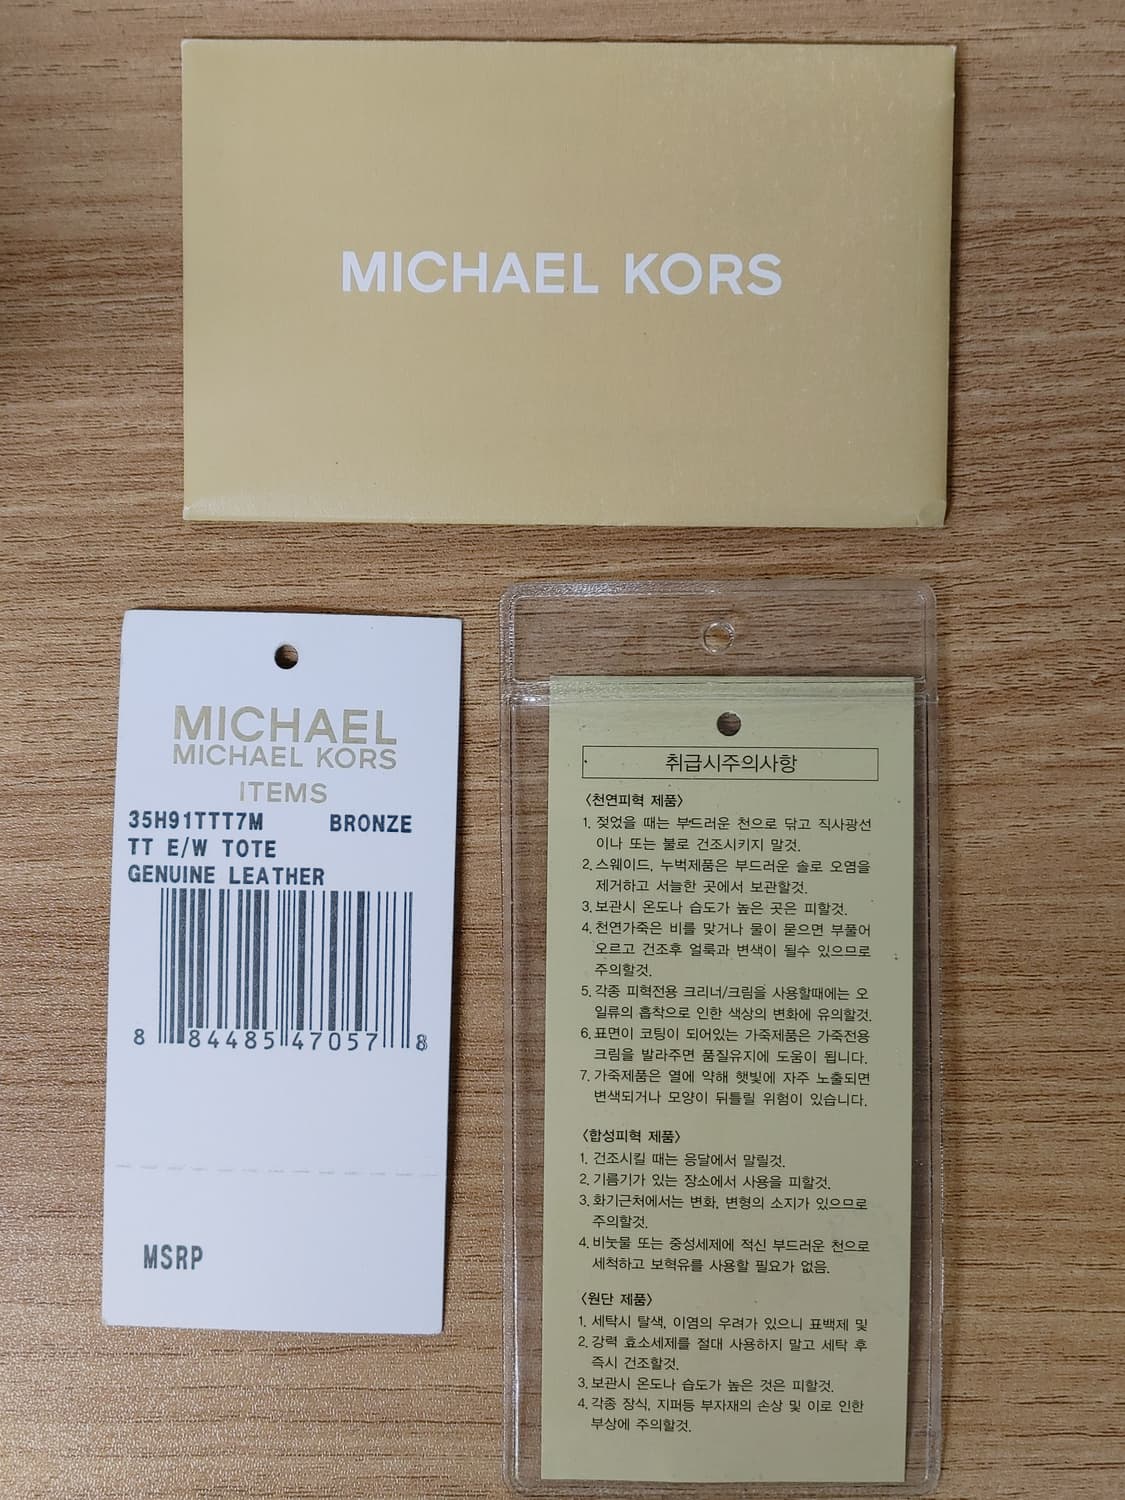 MICHAEL KORS
MICHAEL
MICHAEL KORS
ITEMS
35H91TTT7M BRONZE
TT E/W TOTE
GENUINE LEATHER
8 84485 47057 8
MSRP
취급시주의사항
〈천연피혁 제품〉
1. 젖었을 때는 부드러운 천으로 닦고 직사광선
이나 또는 불로 건조시키지 말것.
2. 스웨이드, 누벅제품은 부드러운 솔로 오염을
제거하고 서늘한 곳에서 보관할것.
3. 보관시 온도나 습도가 높은 곳은 피할것.
4. 천연가죽은 비를 맞거나 물이 묻으면 부풀어
오르고 건조후 얼룩과 변색이 될수 있으므로
주의할것.
5. 각종 피혁전용 크리너/크림을 사용할때에는 오
일류의 흡착으로 인한 색상의 변화에 유의할것.
6. 표면이 코팅이 되어있는 가죽제품은 가죽전용
크림을 발라주면 품질유지에 도움이 됩니다.
7. 가죽제품은 열에 약해 햇빛에 자주 노출되면
변색되거나 모양이 뒤틀릴 위험이 있습니다.
〈합성피혁 제품〉
1. 건조시킬 때는 응달에서 말릴것.
2. 기름기가 있는 장소에서 사용을 피할것.
3. 화기근처에서는 변화, 변형의 소지가 있으므로
주의할것.
4. 비눗물 또는 중성세제에 적신 부드러운 천으로
세척하고 보혁유를 사용할 필요가 없음.
〈원단 제품〉
1. 세탁시 탈색, 이염의 우려가 있으니 표백제 및
2. 강력 효소세제를 절대 사용하지 말고 세탁 후
즉시 건조할것.
3. 보관시 온도나 습도가 높은 것은 피할것.
4. 각종 장식, 지퍼등 부자재의 손상 및 이로 인한
부상에 주의할것.